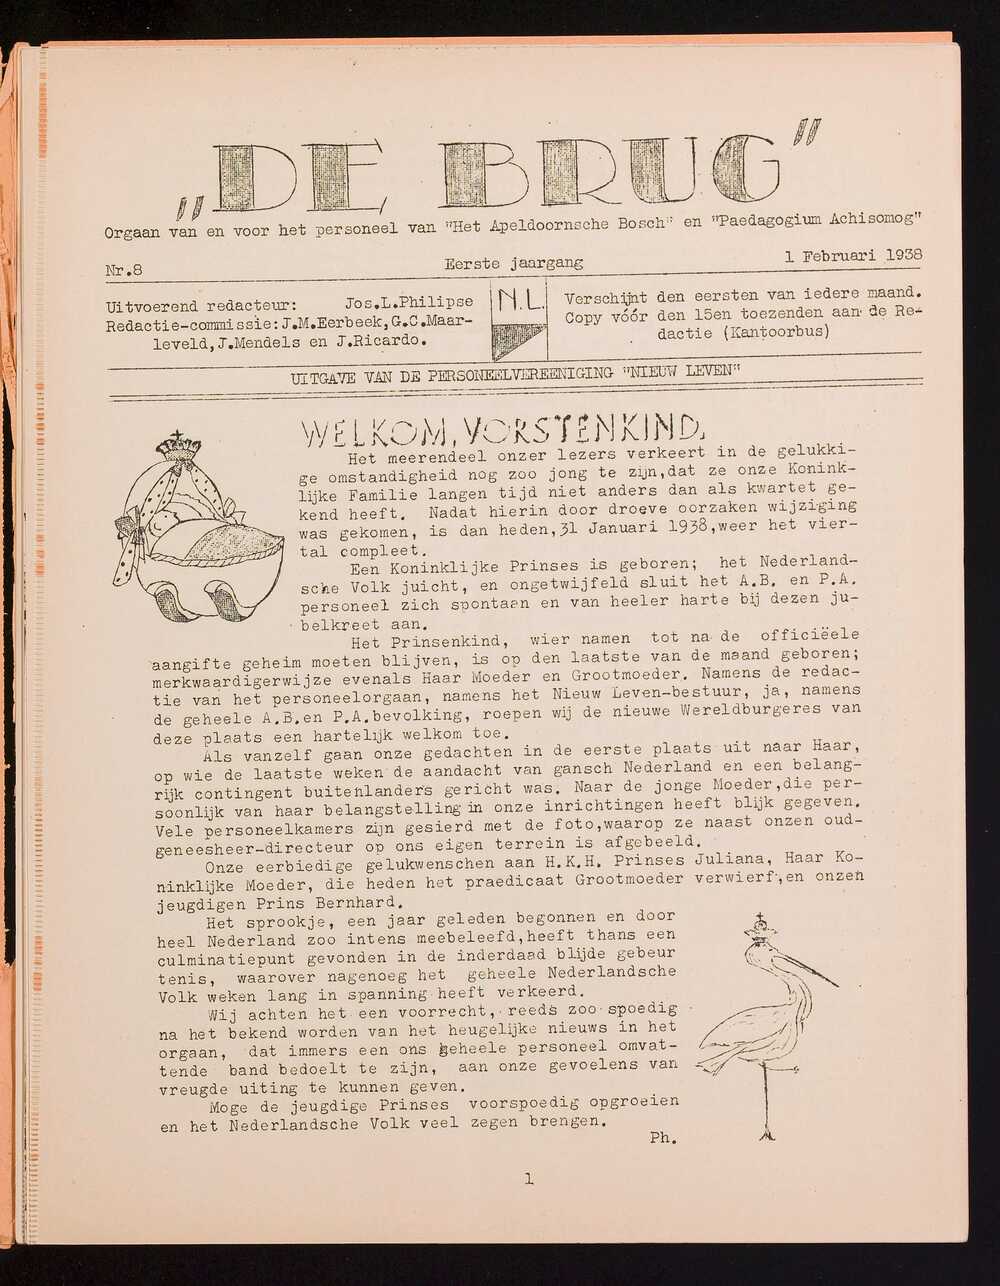 „DE BRUG"
Orgaan van en voor het personeel van "Het Apeldoornsche Bosch" en "Paedagogium Achisomog"
Nr.8 Eerste jaargang 1 Februari 1938
Uitvoerend redacteur: Jos.L.Philipse
Redactie-commissie:J.M.Eerbeek,G.C.Maar-
leveld,J.Mendels en J.Ricardo.
N.L.
Verschijnt den eersten van iedere maand.
Copy vóór den 15en toezenden aan de Re-
dactie (Kantoorbus)
UITGAVE VAN DE PERSONEELVEREENIGING "NIEUW LEVEN"
WELKOM, VORSTENKIND.
Het meerendeel onzer lezers verkeert in de gelukki-
ge omstandigheid nog zoo jong te zijn,dat ze onze Konink-
lijke Familie langen tijd niet anders dan als kwartet ge-
kend heeft. Nadat hierin door droeve oorzaken wijziging
was gekomen, is dan heden,31 Januari 1938,weer het vier-
tal compleet.
Een Koninklijke Prinses is geboren; het Nederland-
sche Volk juicht, en ongetwijfeld sluit het A.B. en P.A.
personeel zich spontaan en van heeler harte bij dezen ju-
belkreet aan.
Het Prinsenkind, wier namen tot na de officiëele
aangifte geheim moeten blijven, is op den laatste van de maand geboren;
merkwaardigerwijze evenals Haar Moeder en Grootmoeder. Namens de redac-
tie van het personeelorgaan, namens het Nieuw Leven-bestuur, ja, namens
de geheele A.B.en P.A.bevolking, roepen wij de nieuwe Wereldburgeres van
deze plaats een hartelijk welkom toe.
Als vanzelf gaan onze gedachten in de eerste plaats uit naar Haar,
op wie de laatste weken de aandacht van gansch Nederland en een belang-
rijk contingent buitenlanders gericht was. Naar de jonge Moeder,die per-
soonlijk van haar belangstelling in onze inrichtingen heeft blijk gegeven.
Vele personeelkamers zijn gesierd met de foto,waarop ze naast onzen oud-
geneesheer-directeur op ons eigen terrein is afgebeeld.
Onze eerbiedige gelukwenschen aan H.K.H. Prinses Juliana, Haar Ko-
ninklijke Moeder, die heden het praedicaat Grootmoeder verwierf,en onzen
jeugdigen Prins Bernhard.
Het sprookje, een jaar geleden begonnen en door
heel Nederland zoo intens meebeleefd,heeft thans een
culminatiepunt gevonden in de inderdaad blijde gebeur
tenis, waarover nagenoeg het geheele Nederlandsche
Volk weken lang in spanning heeft verkeerd.
Wij achten het een voorrecht, reeds zoo spoedig
na het bekend worden van het heugelijke nieuws in het
orgaan, dat immers een ons geheele personeel omvat-
tende band bedoelt te zijn, aan onze gevoelens van
vreugde uiting te kunnen geven.
Moge de jeugdige Prinses voorspoedig opgroeien
en het Nederlandsche Volk veel zegen brengen.
Ph.
1